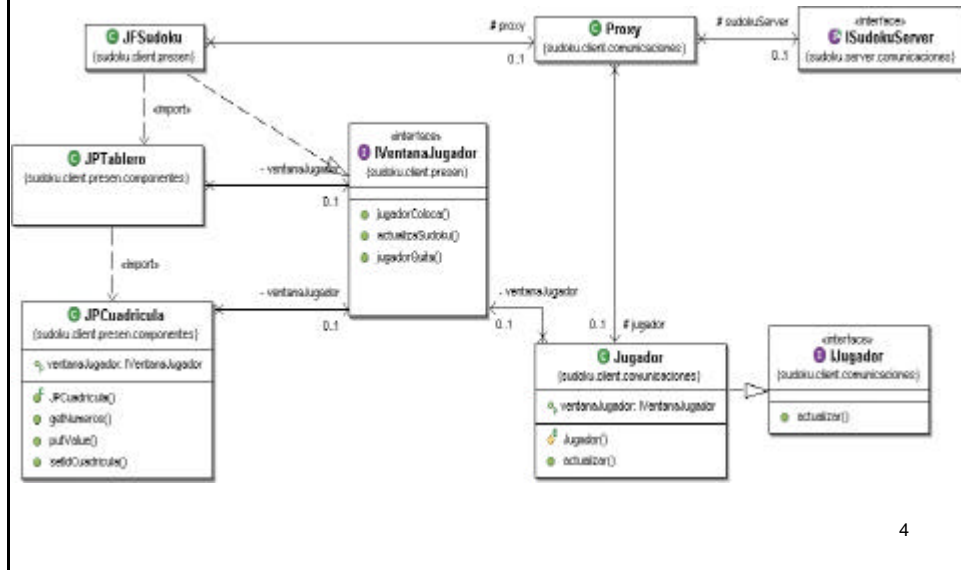 JFSudoku
(sudoku.client.presen)
# proxy
0..1
Proxy
(sudoku.client.comunicaciones)
# sudokuServer
0..1
«interface»
ISudokuServer
(sudoku.server.comunicaciones)
«import»
JPTablero
(sudoku.client.presen.componentes)
- ventanaJugador
0..1
«interface»
IVentanaJugador
(sudoku.client.presen)
jugadorColoca()
actualizaSudoku()
jugadorQuita()
«import»
JPCuadricula
(sudoku.client.presen.componentes)
ventanaJugador: IVentanaJugador
JPCuadricula()
getNumeros()
putValue()
setIdCuadricula()
- ventanaJugador
0..1
- ventanaJugador
0..1
0..1 # jugador
Jugador
(sudoku.client.comunicaciones)
ventanaJugador: IVentanaJugador
Jugador()
actualizar()
«interface»
IJugador
(sudoku.client.comunicaciones)
actualizar()
4